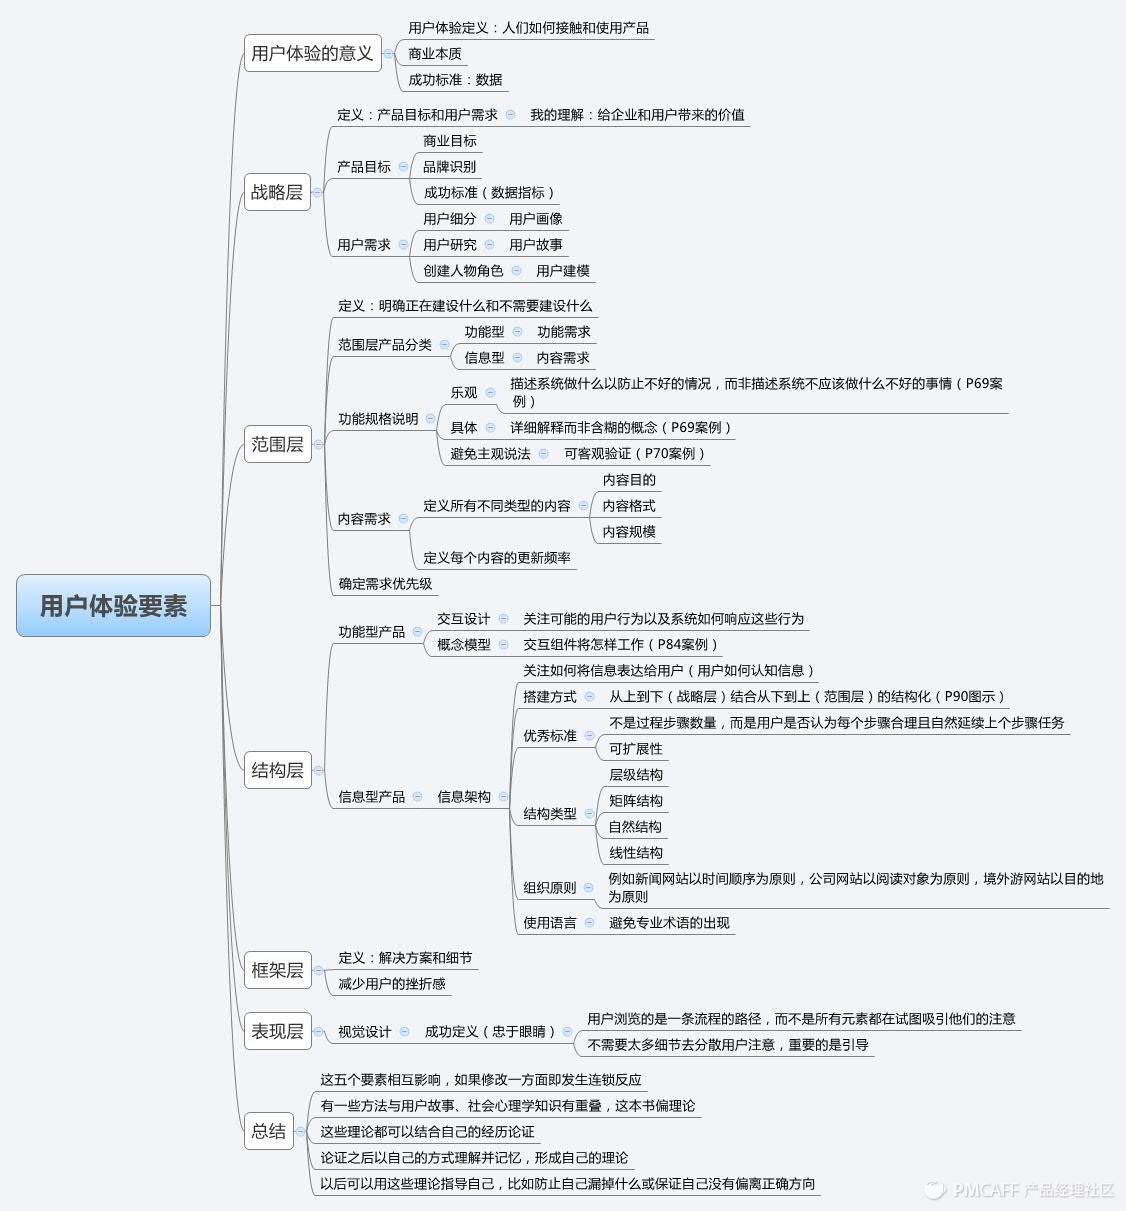 用户体验要素
用户体验的意义
用户体验定义：人们如何接触和使用产品
商业本质
成功标准：数据
战略层
定义：产品目标和用户需求
我的理解：给企业和用户带来的价值
产品目标
商业目标
品牌识别
成功标准（数据指标）
用户需求
用户细分
用户画像
用户研究
用户故事
创建人物角色
用户建模
范围层
定义：明确正在建设什么和不需要建设什么
范围层产品分类
功能型
功能需求
信息型
内容需求
功能规格说明
乐观
描述系统做什么以防止不好的情况，而非描述系统不应该做什么不好的事情（P69案
例）
具体
详细解释而非含糊的概念（P69案例）
避免主观说法
可客观验证（P70案例）
内容需求
定义所有不同类型的内容
内容目的
内容格式
内容规模
定义每个内容的更新频率
确定需求优先级
结构层
功能型产品
交互设计
关注可能的用户行为以及系统如何响应这些行为
概念模型
交互组件将怎样工作（P84案例）
信息型产品
信息架构
关注如何将信息表达给用户（用户如何认知信息）
搭建方式
从上到下（战略层）结合从下到上（范围层）的结构化（P90图示）
优秀标准
不是过程步骤数量，而是用户是否认为每个步骤合理且自然延续上个步骤任务
可扩展性
结构类型
层级结构
矩阵结构
自然结构
线性结构
组织原则
例如新闻网站以时间顺序为原则，公司网站以阅读对象为原则，境外游网站以目的地
为原则
使用语言
避免专业术语的出现
框架层
定义：解决方案和细节
减少用户的挫折感
表现层
视觉设计
成功定义（忠于眼睛）
用户浏览的是一条流程的路径，而不是所有元素都在试图吸引他们的注意
不需要太多细节去分散用户注意，重要的是引导
总结
这五个要素相互影响，如果修改一方面即发生连锁反应
有一些方法与用户故事、社会心理学知识有重叠，这本书偏理论
这些理论都可以结合自己的经历论证
论证之后以自己的方式理解并记忆，形成自己的理论
以后可以用这些理论指导自己，比如防止自己漏掉什么或保证自己没有偏离正确方向
PMCAFF 产品经理社区